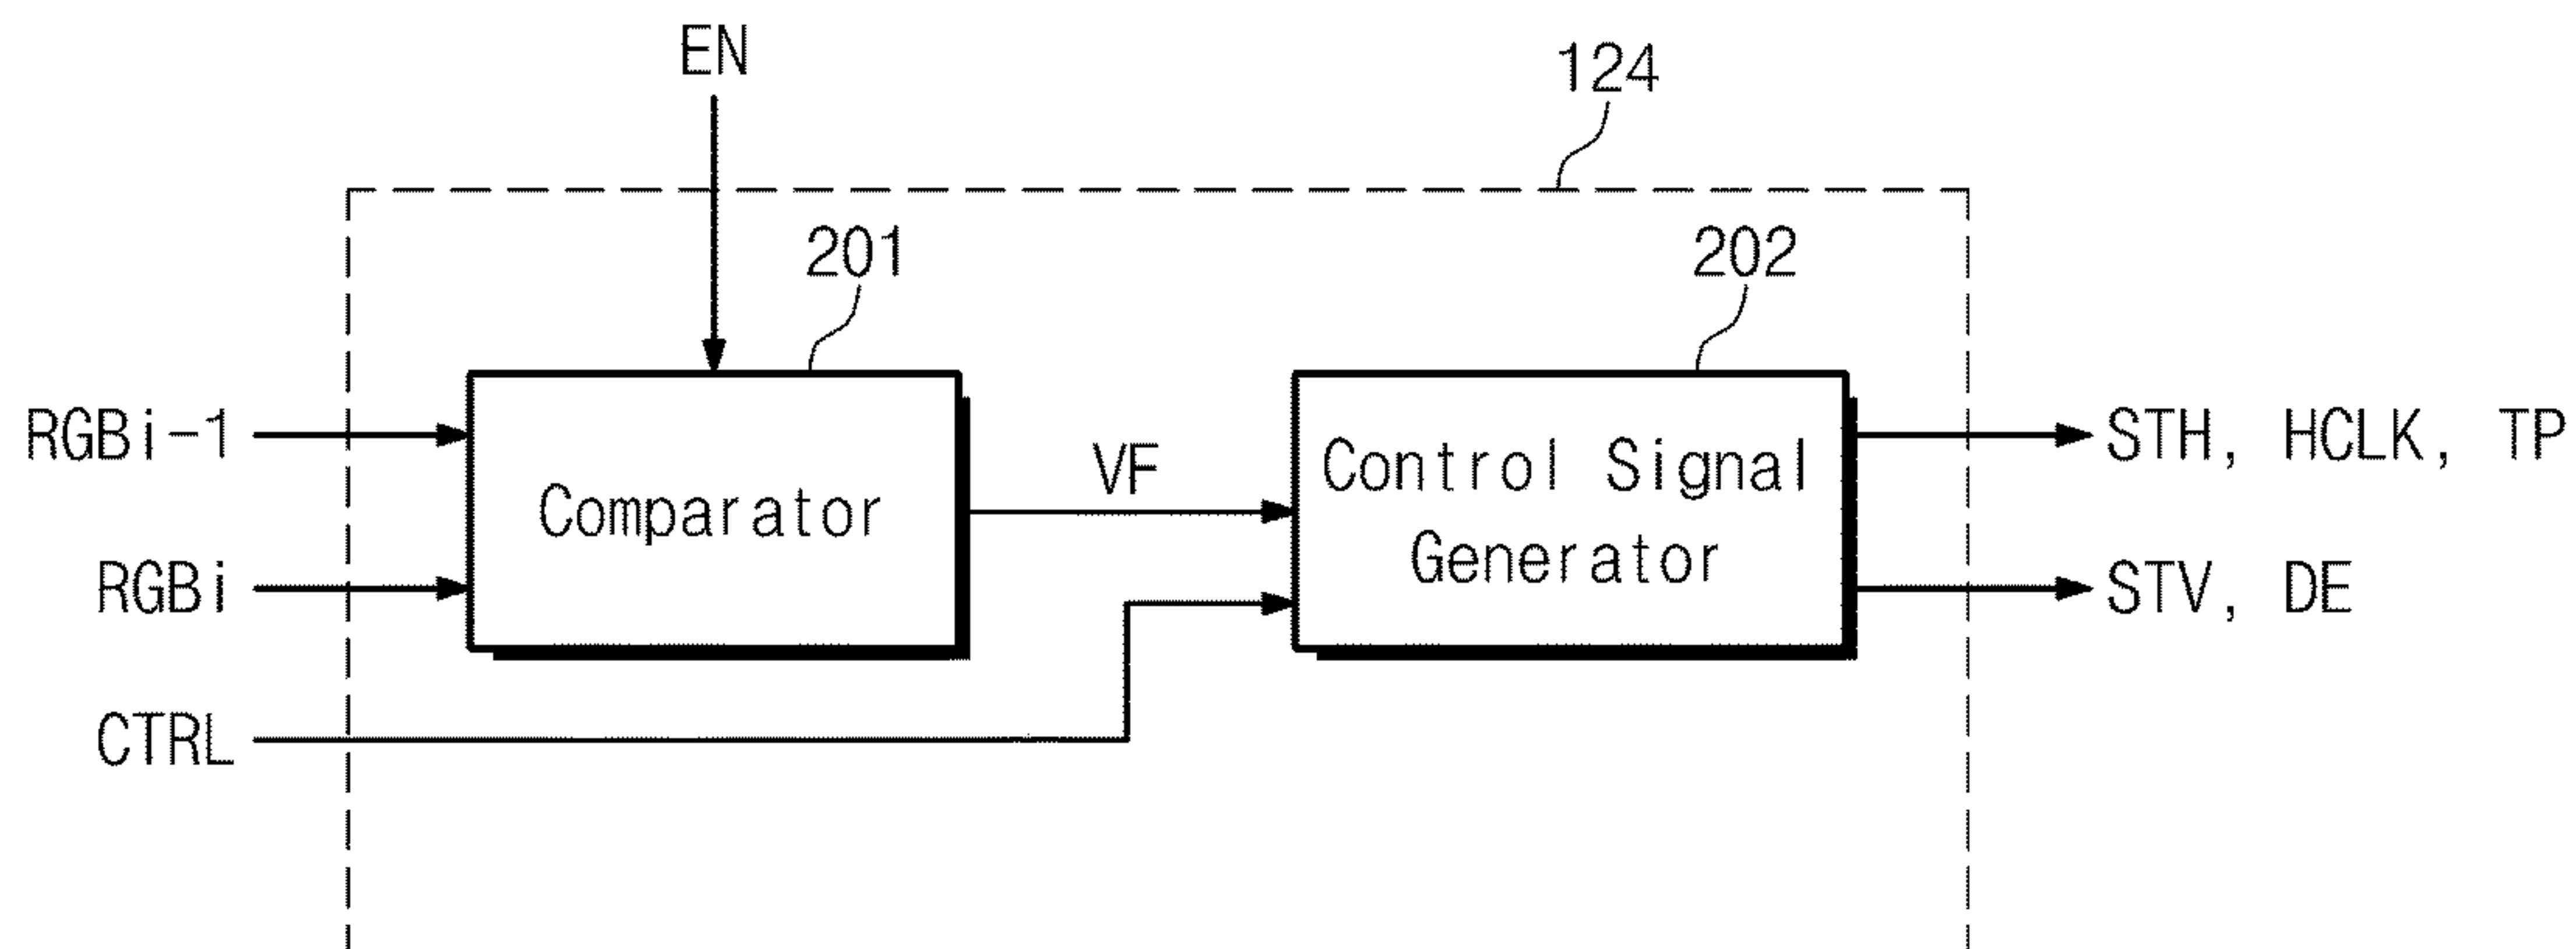 EN
124
201
202
RGBi-1
STH, HCLK, TP
VF
Control Signal
Generator
Comparator
RGBi
STV, DE
CTRL